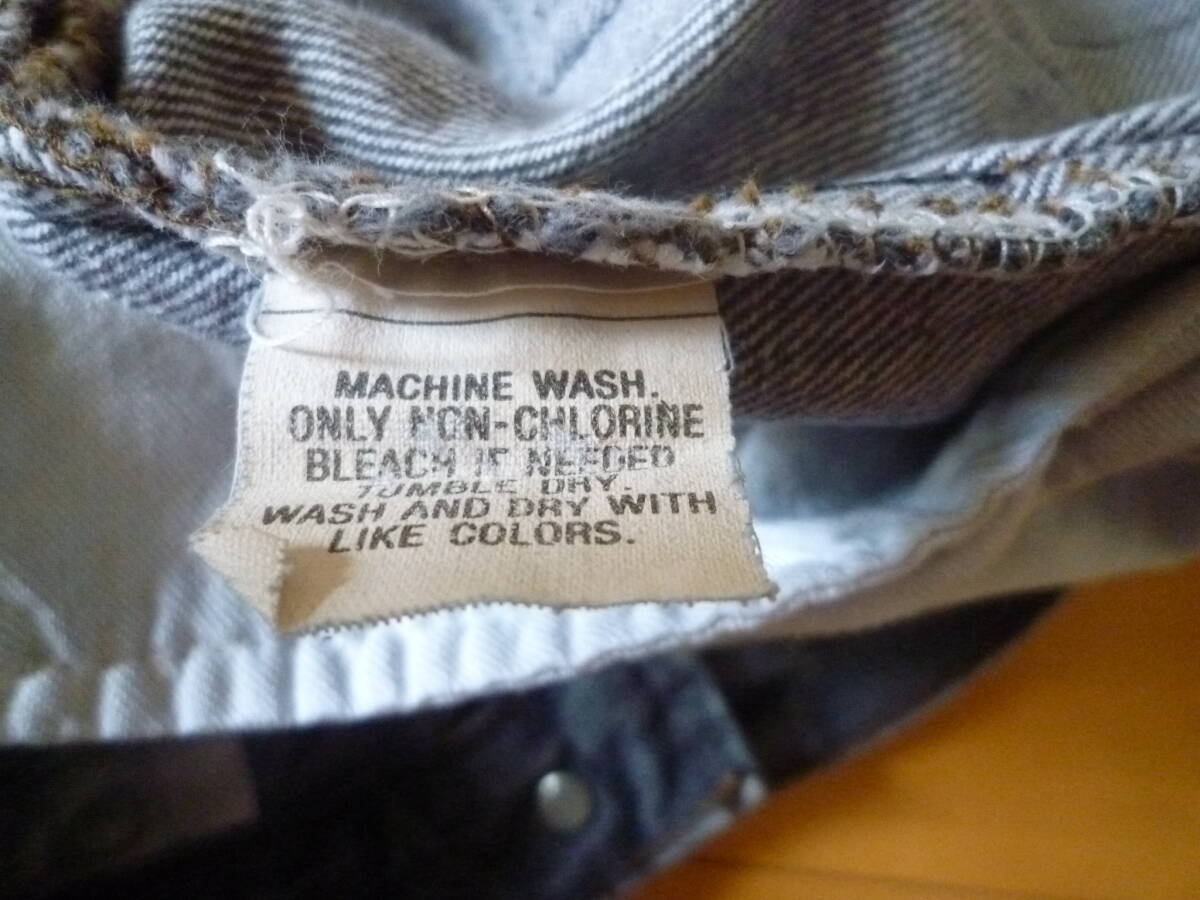 MACHINE WASH.
ONLY NON-CHLORINE
BLEACH IF NEEDED
TUMBLE DRY.
WASH AND DRY WITH
LIKE COLORS.